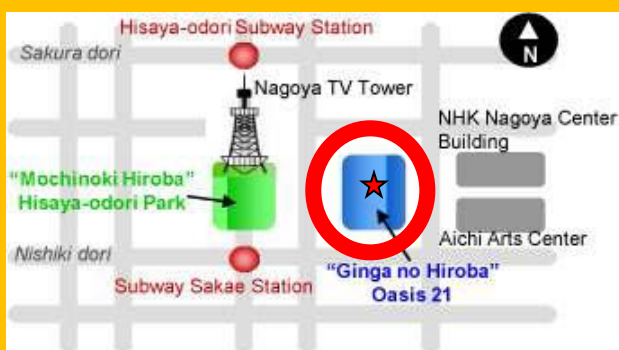 Hisaya-odori Subway Station
Sakura dori
N
Nagoya TV Tower
NHK Nagoya Center
Building
"Mochinoki Hiroba"
Hisaya-odori Park
Aichi Arts Center
Nishiki dori
"Ginga no Hiroba"
Oasis 21
Subway Sakae Station